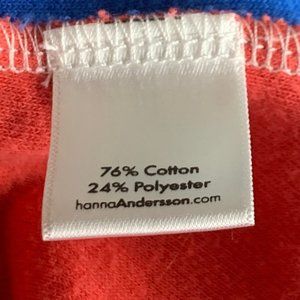 76% Cotton
24% Polyester
hannaAndersson.com